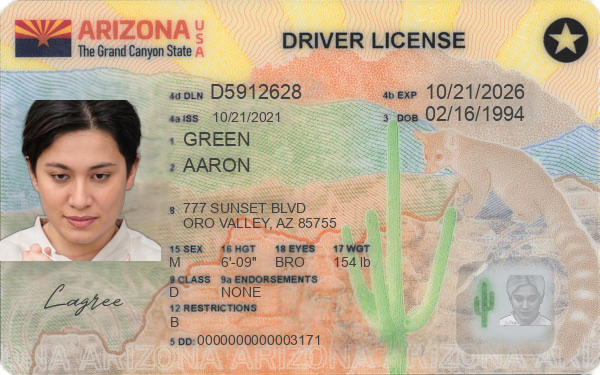 ARIZONA USA
The Grand Canyon State
DRIVER LICENSE
4d DLN D5912628
4b EXP 10/21/2026
4a ISS 10/21/2021
3 DOB 02/16/1994
1 GREEN
2 AARON
8 777 SUNSET BLVD
ORO VALLEY, AZ 85755
15 SEX 16 HGT 18 EYES 17 WGT
M 6'-09" BRO 154 lb
9 CLASS 9a ENDORSEMENTS
D NONE
12 RESTRICTIONS
B
5 DD: 0000000000003171
Lagree
ARIZONA ARIZONA ARIZONA ARIZONA